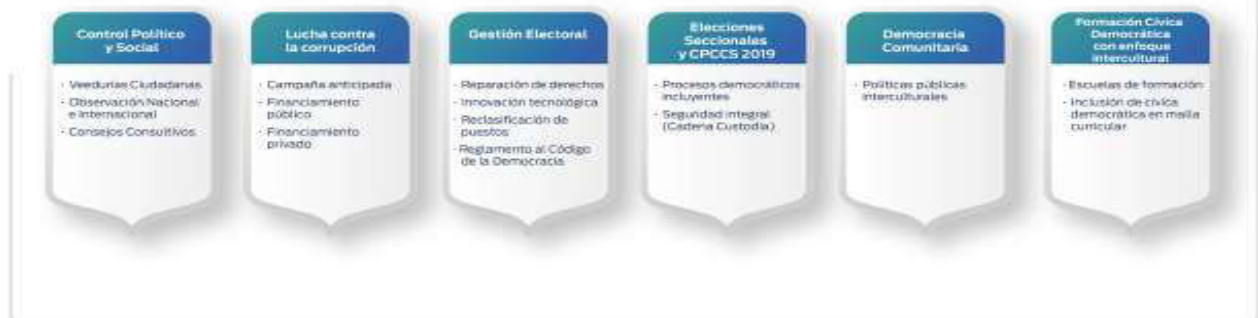 Control Político
y Social
- Veedurías Ciudadanas
- Observación Nacional
e Internacional
- Consejos Consultivos
Lucha contra
la corrupción
- Campaña anticipada
- Financiamiento
público
- Financiamiento
privado
Gestión Electoral
- Reparación de derechos
- Innovación tecnológica
- Reclasificación de
puestos
- Reglamento al Código
de la Democracia
Elecciones
Seccionales
y CPCCS 2019
- Procesos democráticos
incluyentes
- Seguridad integral
(Cadena Custodia)
Democracia
Comunitaria
- Políticas públicas
interculturales
Formación Cívica
Democrática
con enfoque
intercultural
- Escuelas de formación
- Inclusión de cívica
democrática en malla
curricular